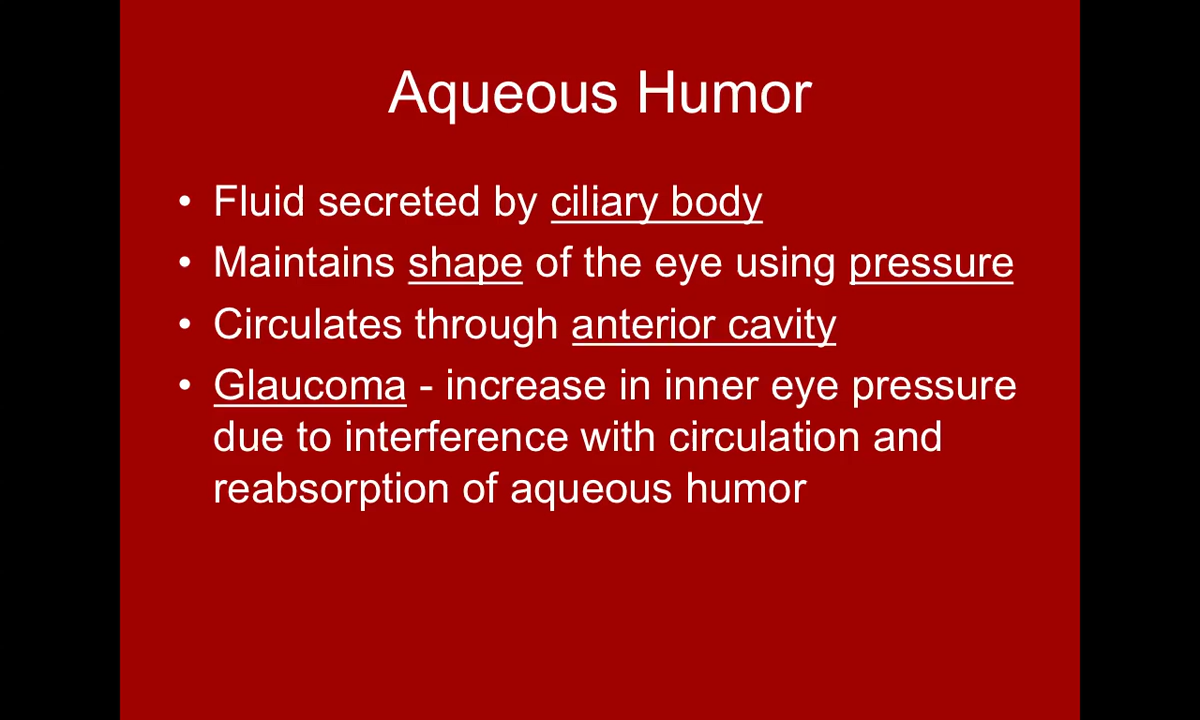 Aqueous Humor
• Fluid secreted by ciliary body
• Maintains shape of the eye using pressure
• Circulates through anterior cavity
• Glaucoma - increase in inner eye pressure
due to interference with circulation and
reabsorption of aqueous humor